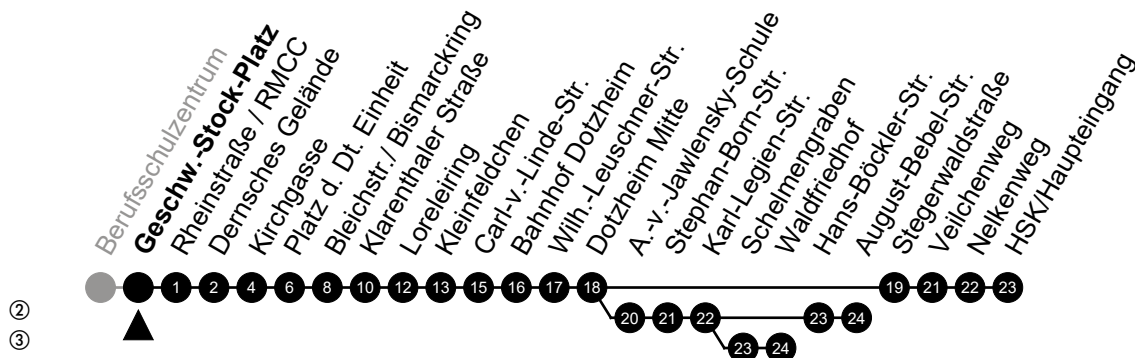 Berufsschulzentrum
Geschw.-Stock-Platz
Rheinstraße / RMCC
Dernsches Gelände
Kirchgasse
Platz d. Dt. Einheit
Bleichstr./ Bismarckring
Klarenthaler Straße
Loreleiring
Kleinfeldchen
Carl-v.-Linde-Str.
Bahnhof Dotzheim
Wilh.-Leuschner-Str.
Dotzheim Mitte
A.-v.-Jawlensky-Schule
Stephan-Born-Str.
Karl-Legien-Str.
Schelmengraben
Waldfriedhof
Hans-Böckler-Str.
August-Bebel-Str.
Stegerwaldstraße
Veilchenweg
Nelkenweg
HSK/Haupteingang
1 2 4 6 8 10 12 13 15 16 17 18 19 21 22 23
② 20 21 22 23 24
③ 23 24